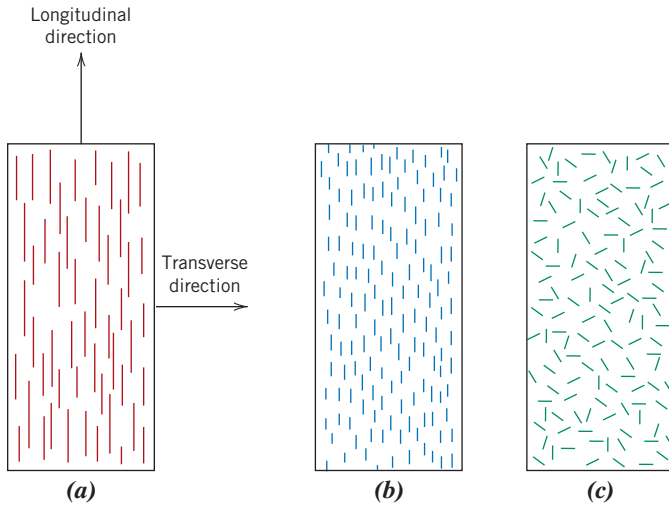 Longitudinal
direction
Transverse
direction
(a)
(b)
(c)